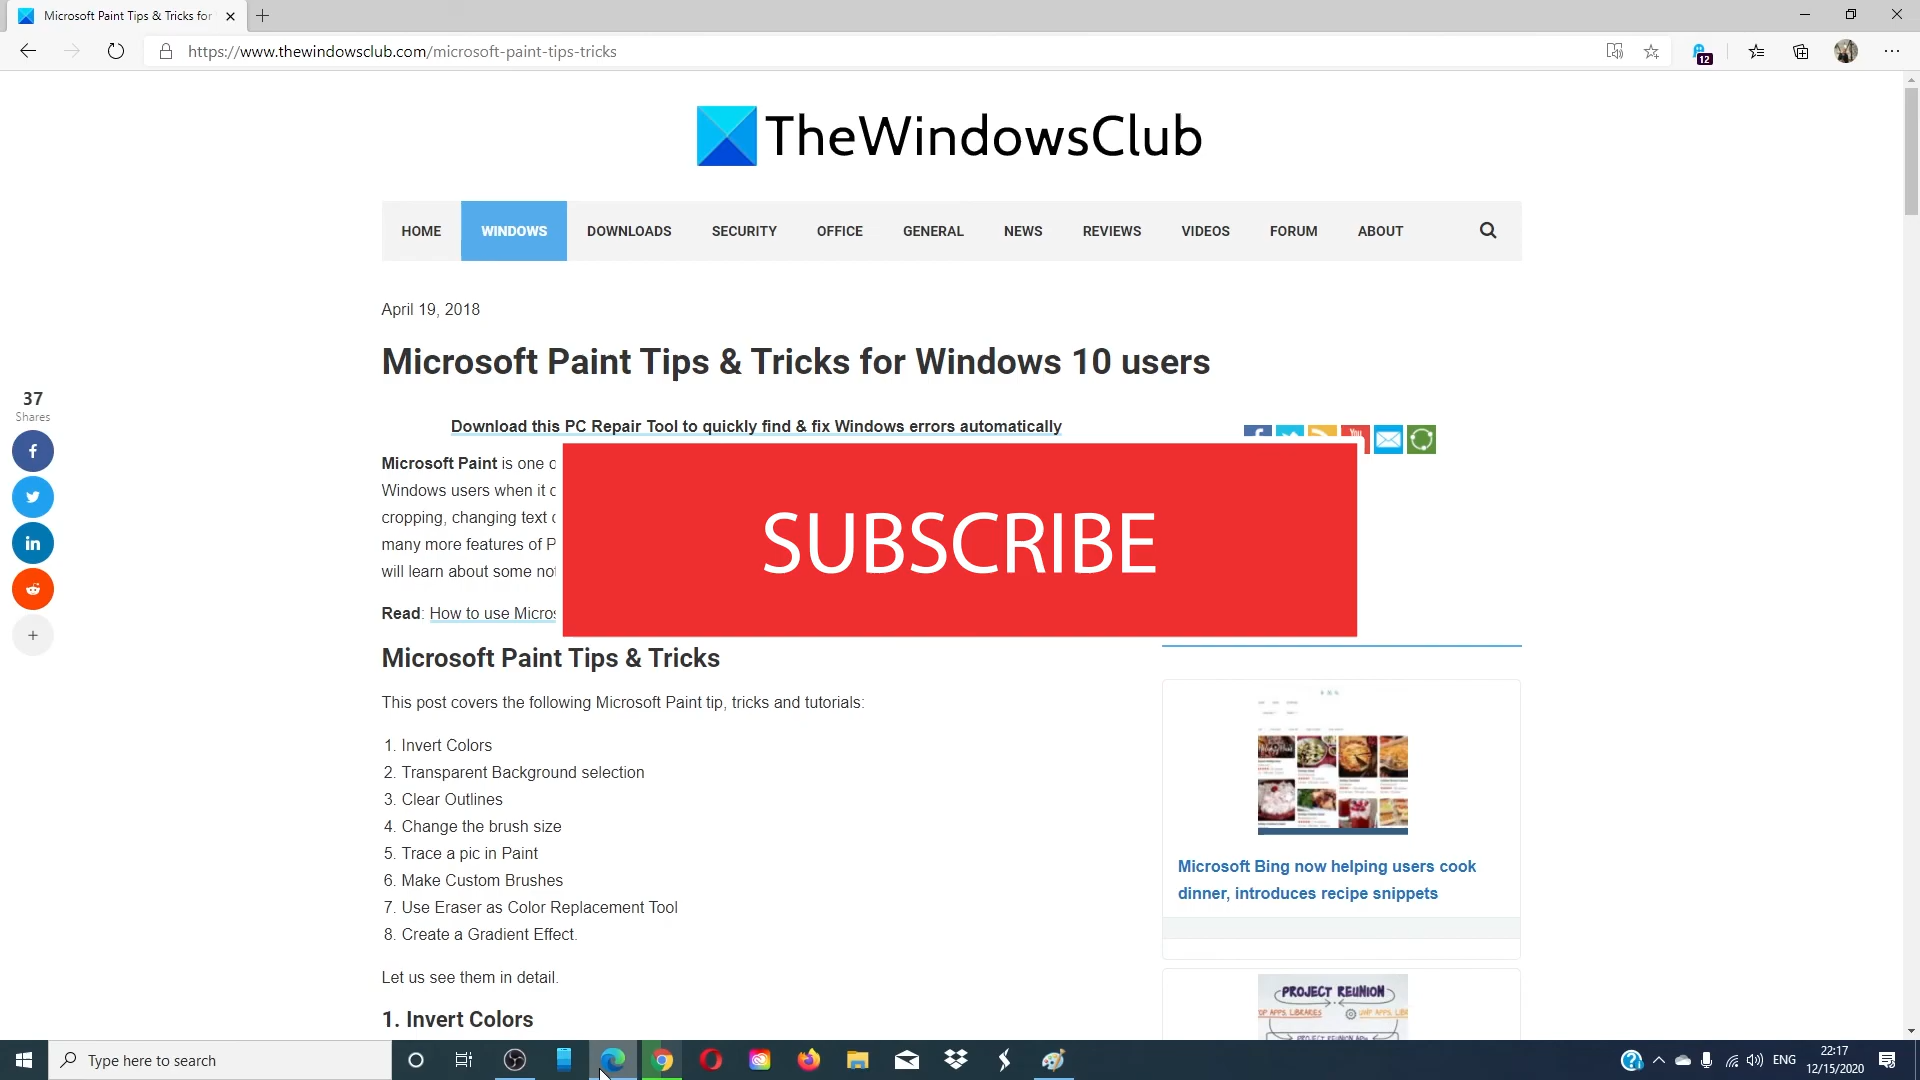 Microsoft Paint Tips & Tricks for
https://www.thewindowsclub.com/microsoft-paint-tips-tricks
12
TheWindowsClub
HOME WINDOWS DOWNLOADS SECURITY OFFICE GENERAL NEWS REVIEWS VIDEOS FORUM ABOUT
April 19, 2018
Microsoft Paint Tips & Tricks for Windows 10 users
37
Shares
Download this PC Repair Tool to quickly find & fix Windows errors automatically
Microsoft Paint is one
Windows users when it
cropping, changing text
many more features of
will learn about some
SUBSCRIBE
Read: How to use
Microsoft Paint Tips & Tricks
This post covers the following Microsoft Paint tip, tricks and tutorials:
1. Invert Colors
2. Transparent Background selection
3. Clear Outlines
4. Change the brush size
5. Trace a pic in Paint
6. Make Custom Brushes
7. Use Eraser as Color Replacement Tool
8. Create a Gradient Effect.
Let us see them in detail.
1. Invert Colors
Microsoft Bing now helping users cook
dinner, introduces recipe snippets
PROJECT REUNION
Type here to search
ENG
22:17
12/15/2020